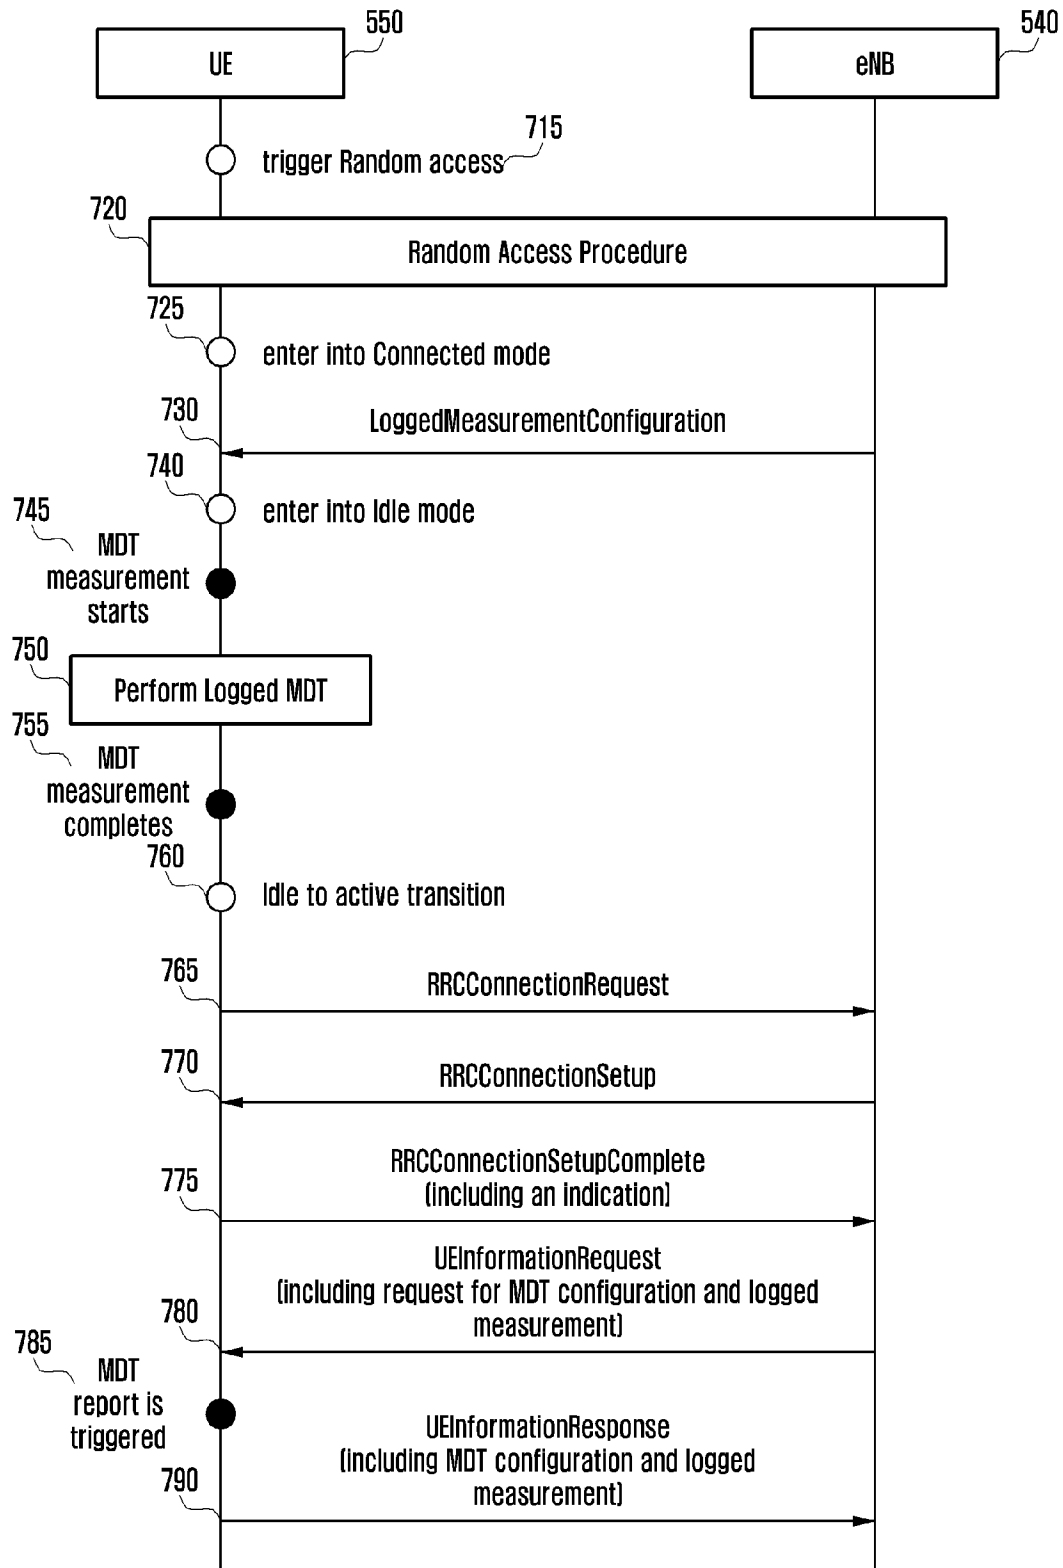 550
540
UE
eNB
715
trigger Random access
720
Random Access Procedure
725
enter into Connected mode
730
LoggedMeasurementConfiguration
740
enter into Idle mode
745
MDT
measurement
starts
750
Perform Logged MDT
755
MDT
measurement
completes
760
Idle to active transition
765
RRCConnectionRequest
770
RRCConnectionSetup
775
RRCConnectionSetupComplete
(including an indication)
UEInformationRequest
(including request for MDT configuration and logged
measurement)
780
785
MDT
report is
triggered
UEInformationResponse
(including MDT configuration and logged
measurement)
790